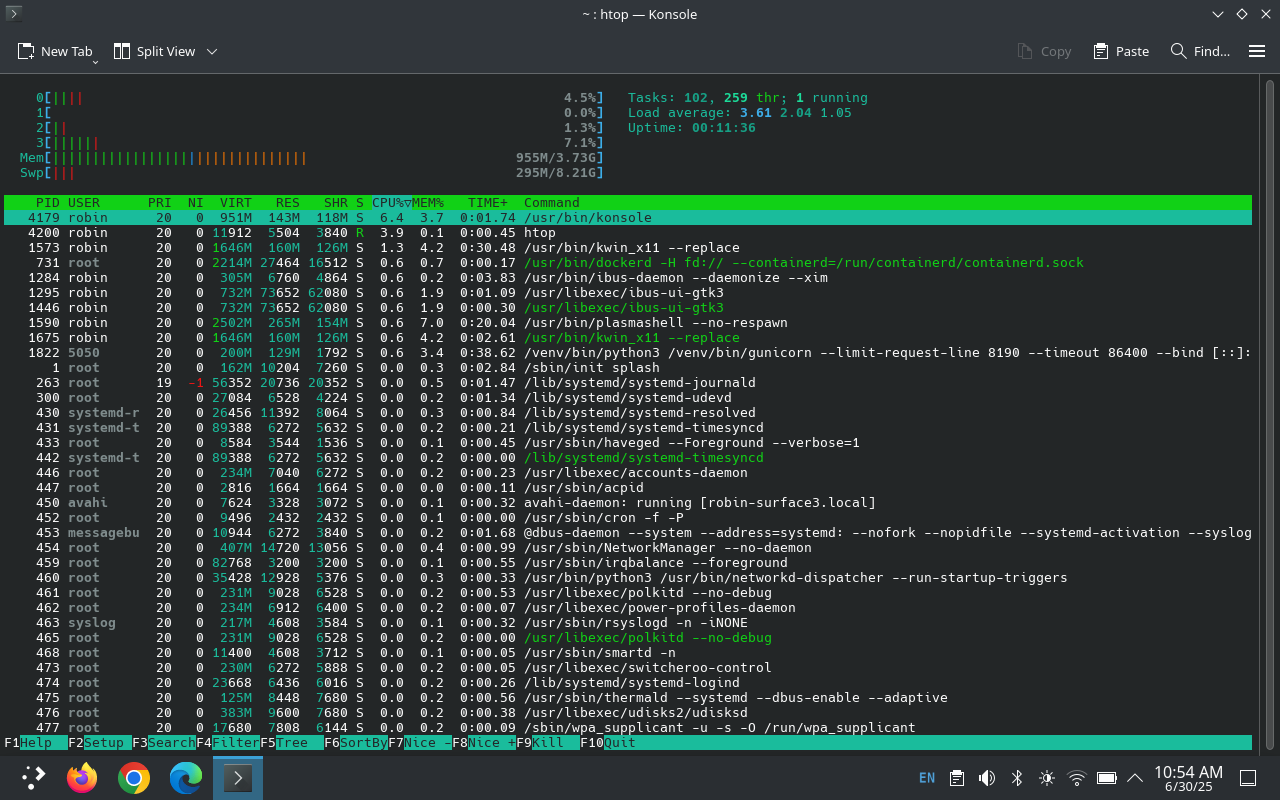 ~ : htop — Konsole
New Tab Split View Copy Paste Find...
0[|||| 4.5%] Tasks: 102, 259 thr; 1 running
1[ 0.0%] Load average: 3.61 2.04 1.05
2[|| 1.3%] Uptime: 00:11:36
3[|||||| 7.1%]
Mem[|||||||||||||||||||||||||||||||| 955M/3.73G]
Swp[||| 295M/8.21G]
PID USER PRI NI VIRT RES SHR S CPU%▽MEM% TIME+ Command
4179 robin 20 0 951M 143M 118M S 6.4 3.7 0:01.74 /usr/bin/konsole
4200 robin 20 0 11912 5504 3840 R 3.9 0.1 0:00.45 htop
1573 robin 20 0 1646M 160M 126M S 1.3 4.2 0:30.48 /usr/bin/kwin_x11 --replace
731 root 20 0 2214M 27464 16512 S 0.6 0.7 0:00.17 /usr/bin/dockerd -H fd:// --containerd=/run/containerd/containerd.sock
1284 robin 20 0 305M 6760 4864 S 0.6 0.2 0:03.83 /usr/bin/ibus-daemon --daemonize --xim
1295 robin 20 0 732M 73652 62080 S 0.6 1.9 0:01.09 /usr/libexec/ibus-ui-gtk3
1446 robin 20 0 732M 73652 62080 S 0.6 1.9 0:00.30 /usr/libexec/ibus-ui-gtk3
1590 robin 20 0 2502M 265M 154M S 0.6 7.0 0:20.04 /usr/bin/plasmashell --no-respawn
1675 robin 20 0 1646M 160M 126M S 0.6 4.2 0:02.61 /usr/bin/kwin_x11 --replace
1822 5050 20 0 200M 129M 1792 S 0.6 3.4 0:38.62 /venv/bin/python3 /venv/bin/gunicorn --limit-request-line 8190 --timeout 86400 --bind [::]:
1 root 20 0 162M 10204 7260 S 0.0 0.3 0:02.84 /sbin/init splash
263 root 19 -1 56352 20736 20352 S 0.0 0.5 0:01.47 /lib/systemd/systemd-journald
300 root 20 0 27084 6528 4224 S 0.0 0.2 0:01.34 /lib/systemd/systemd-udevd
430 systemd-r 20 0 26456 11392 8064 S 0.0 0.3 0:00.84 /lib/systemd/systemd-resolved
431 systemd-t 20 0 89388 6272 5632 S 0.0 0.2 0:00.21 /lib/systemd/systemd-timesyncd
433 root 20 0 8584 3544 1536 S 0.0 0.1 0:00.45 /usr/sbin/haveged --Foreground --verbose=1
442 systemd-t 20 0 89388 6272 5632 S 0.0 0.2 0:00.00 /lib/systemd/systemd-timesyncd
446 root 20 0 234M 7040 6272 S 0.0 0.2 0:00.23 /usr/libexec/accounts-daemon
447 root 20 0 2816 1664 1664 S 0.0 0.0 0:00.11 /usr/sbin/acpid
450 avahi 20 0 7624 3328 3072 S 0.0 0.1 0:00.32 avahi-daemon: running [robin-surface3.local]
452 root 20 0 9496 2432 2432 S 0.0 0.1 0:00.00 /usr/sbin/cron -f -P
453 messagebu 20 0 10944 6272 3840 S 0.0 0.2 0:01.68 @dbus-daemon --system --address=systemd: --nofork --nopidfile --systemd-activation --syslog
454 root 20 0 407M 14720 13056 S 0.0 0.4 0:00.99 /usr/sbin/NetworkManager --no-daemon
459 root 20 0 82768 3200 3200 S 0.0 0.1 0:00.55 /usr/sbin/irqbalance --foreground
460 root 20 0 35428 12928 5376 S 0.0 0.3 0:00.33 /usr/bin/python3 /usr/bin/networkd-dispatcher --run-startup-triggers
461 root 20 0 231M 9028 6528 S 0.0 0.2 0:00.53 /usr/libexec/polkitd --no-debug
462 root 20 0 234M 6912 6400 S 0.0 0.2 0:00.07 /usr/libexec/power-profiles-daemon
463 syslog 20 0 217M 4608 3584 S 0.0 0.1 0:00.32 /usr/sbin/rsyslogd -n -iNONE
465 root 20 0 231M 9028 6528 S 0.0 0.2 0:00.00 /usr/libexec/polkitd --no-debug
468 root 20 0 11400 4608 3712 S 0.0 0.1 0:00.05 /usr/sbin/smartd -n
473 root 20 0 230M 6272 5888 S 0.0 0.2 0:00.05 /usr/libexec/switcheroo-control
474 root 20 0 23668 6436 6016 S 0.0 0.2 0:00.26 /lib/systemd/systemd-logind
475 root 20 0 125M 8448 7680 S 0.0 0.2 0:00.56 /usr/sbin/thermald --systemd --dbus-enable --adaptive
476 root 20 0 383M 9600 7680 S 0.0 0.2 0:00.38 /usr/libexec/udisks2/udisksd
477 root 20 0 17680 7808 6144 S 0.0 0.2 0:00.09 /sbin/wpa_supplicant -u -s -O /run/wpa_supplicant
F1Help F2Setup F3SearchF4FilterF5Tree F6SortByF7Nice -F8Nice +F9Kill F10Quit
EN 10:54 AM
6/30/25